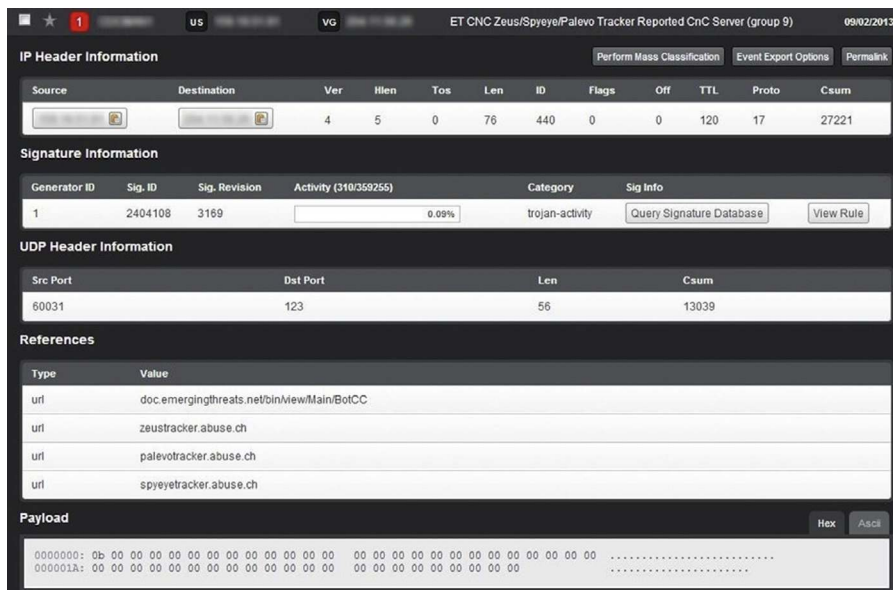 1 US VG ET CNC Zeus/Spyeye/Palevo Tracker Reported CnC Server (group 9) 09/02/2013
IP Header Information Perform Mass Classification Event Export Options Permalink
Source Destination Ver Hlen Tos Len ID Flags Off TTL Proto Csum
4 5 0 76 440 0 0 120 17 27221
Signature Information
Generator ID Sig. ID Sig. Revision Activity (310/359255) Category Sig Info
1 2404108 3169 0.09% trojan-activity Query Signature Database View Rule
UDP Header Information
Src Port Dst Port Len Csum
60031 123 56 13039
References
Type Value
url doc.emergingthreats.net/bin/view/Main/BotCC
url zeustracker.abuse.ch
url palevotracker.abuse.ch
url spyeyetracker.abuse.ch
Payload Hex Ascii
0000000: 0b 00 00 00 00 00 00 00 00 00 00 00 00 00 00 00 00 00 00 00 00 00 00 00 00 00 ..........................
000001A: 00 00 00 00 00 00 00 00 00 00 00 00 00 00 00 00 00 00 00 00 00 00 ......................